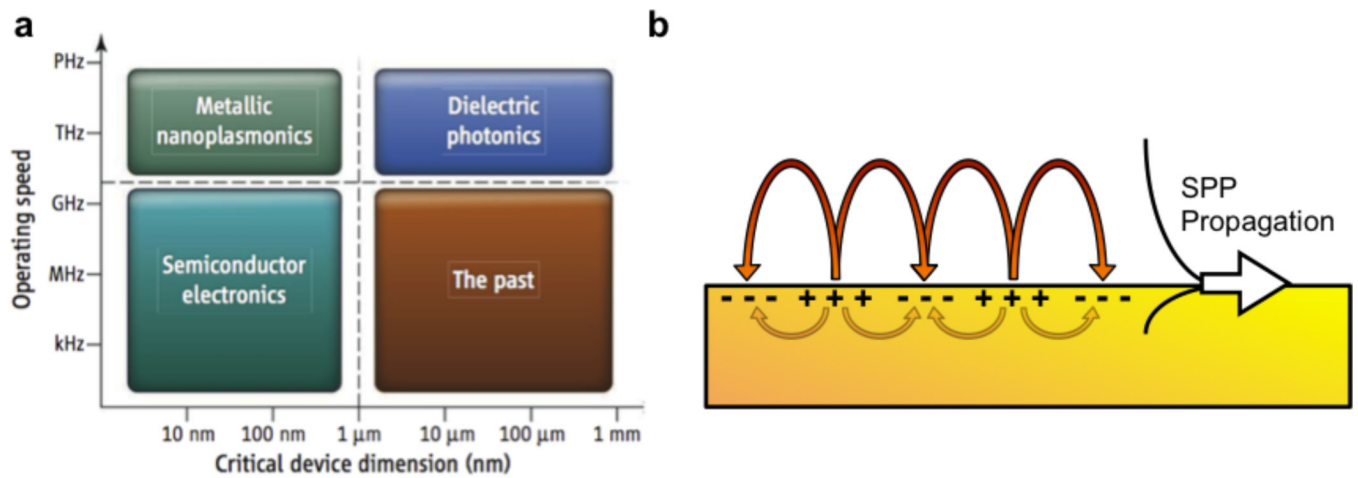 a
PHz
THz
GHz
MHz
kHz
Operating speed
Metallic
nanoplasmonics
Dielectric
photonics
Semiconductor
electronics
The past
10 nm 100 nm 1 μm 10 μm 100 μm 1 mm
Critical device dimension (nm)
b
SPP
Propagation
- - - + + + - - - + + + - - -